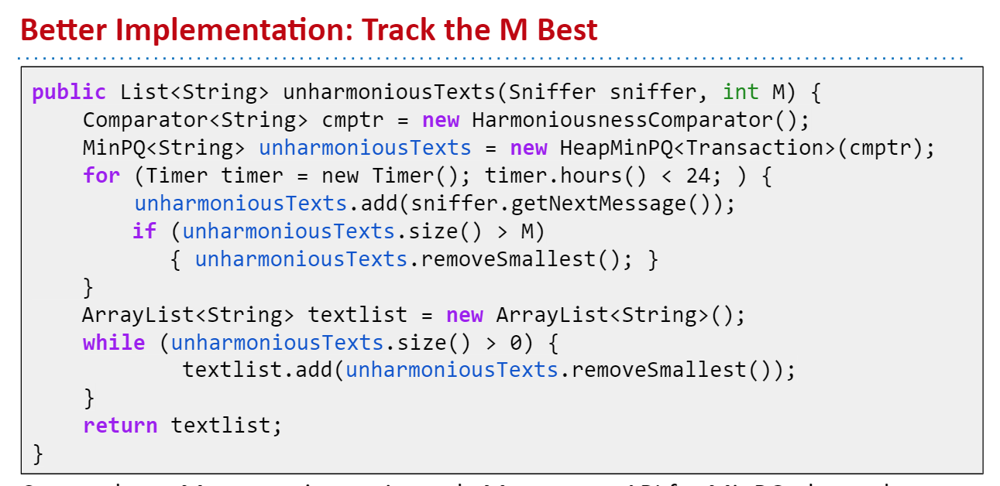 Better Implementation: Track the M Best
public List<String> unharmoniousTexts(Sniffer sniffer, int M) {
    Comparator<String> cmptr = new HarmoniousnessComparator();
    MinPQ<String> unharmoniousTexts = new HeapMinPQ<Transaction>(cmptr);
    for (Timer timer = new Timer(); timer.hours() < 24; ) {
        unharmoniousTexts.add(sniffer.getNextMessage());
        if (unharmoniousTexts.size() > M)
           { unharmoniousTexts.removeSmallest(); }
    }
    ArrayList<String> textlist = new ArrayList<String>();
    while (unharmoniousTexts.size() > 0) {
            textlist.add(unharmoniousTexts.removeSmallest());
    }
    return textlist;
}